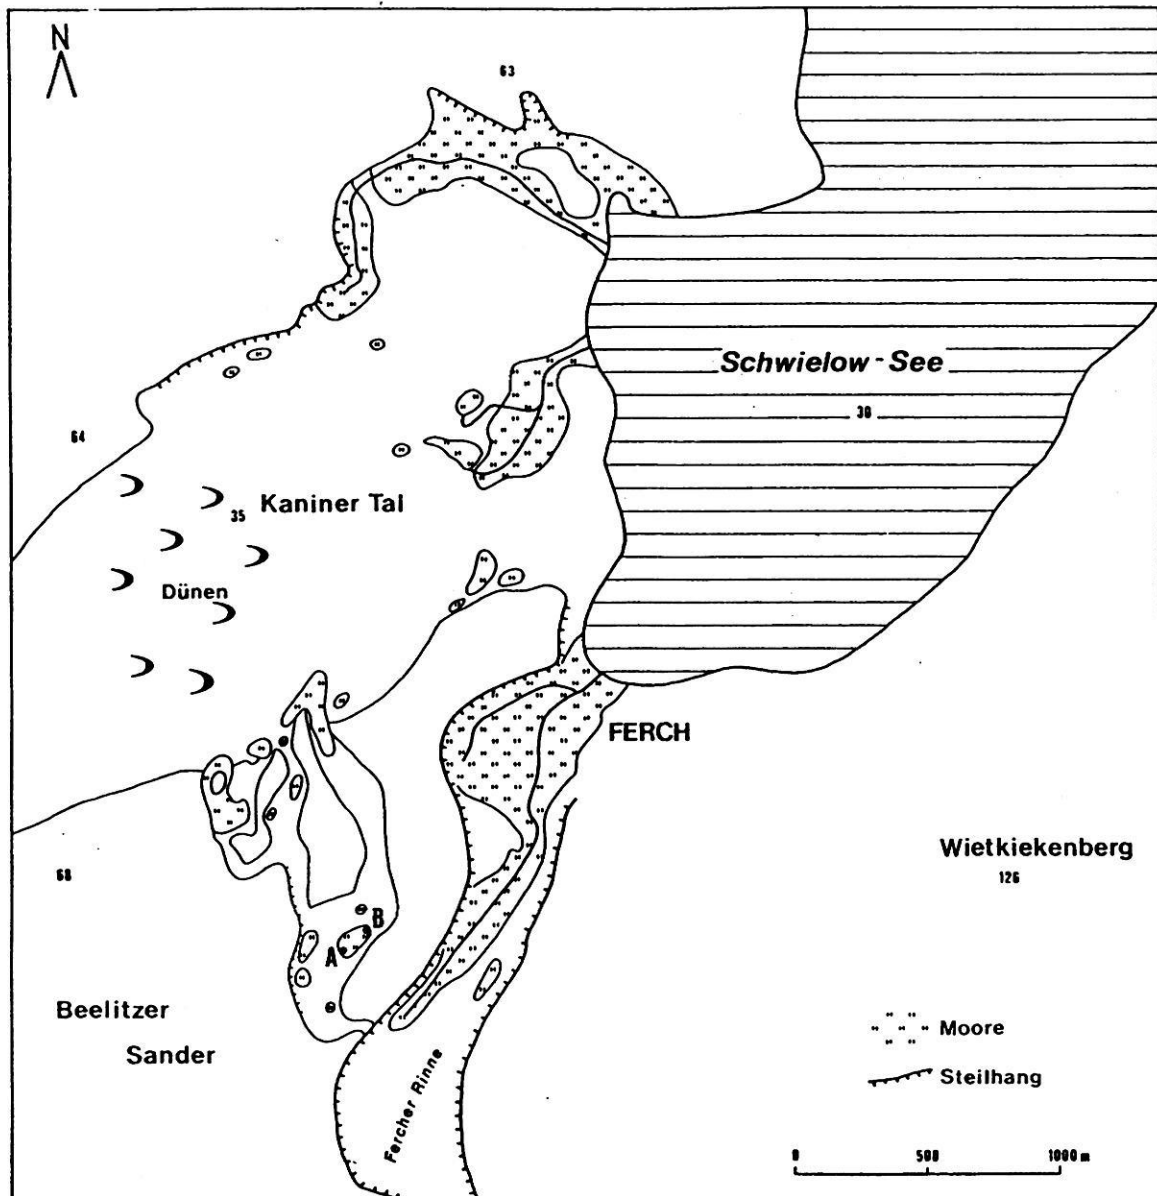 N
63
Schwielow-See
30
64
35
Kaniner Tal
Dünen
FERCH
Wietkiekenberg
126
68
B
A
Beelitzer
Sander
Moore
Steilhang
Fercher Rinne
0 500 1000 m